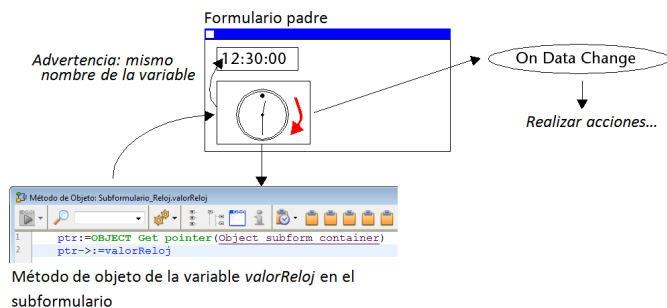 Formulario padre
12:30:00
Advertencia: mismo
nombre de la variable
On Data Change
Realizar acciones...
Método de Objeto: Subformulario_Reloj.valorReloj
1 ptr:=OBJECT Get pointer(Object subform container)
2 ptr->:=valorReloj
Método de objeto de la variable valorReloj en el
subformulario